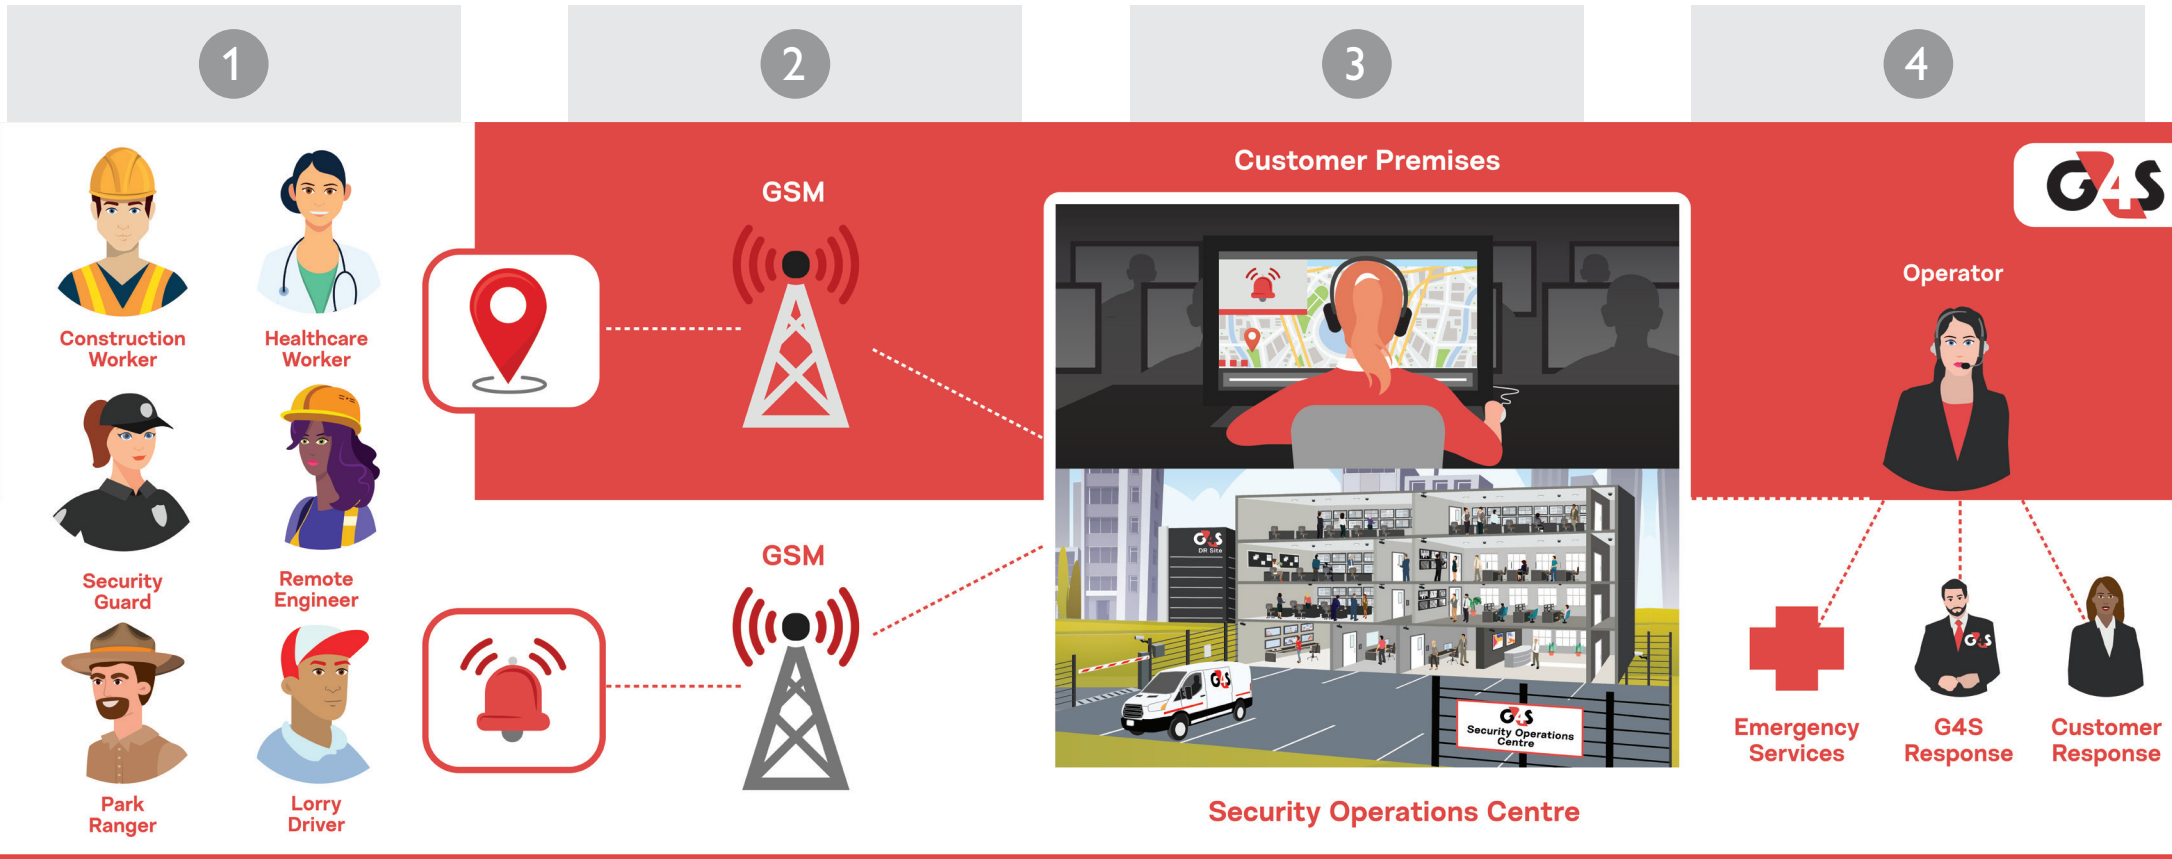 1
2
3
4
Construction
Worker
Healthcare
Worker
Security
Guard
Remote
Engineer
Park
Ranger
Lorry
Driver
GSM
GSM
Customer Premises
G4S
DR Site
G4S
G4S
Security Operations
Centre
Security Operations Centre
G4S
Operator
G4S
Emergency
Services
G4S
Response
Customer
Response